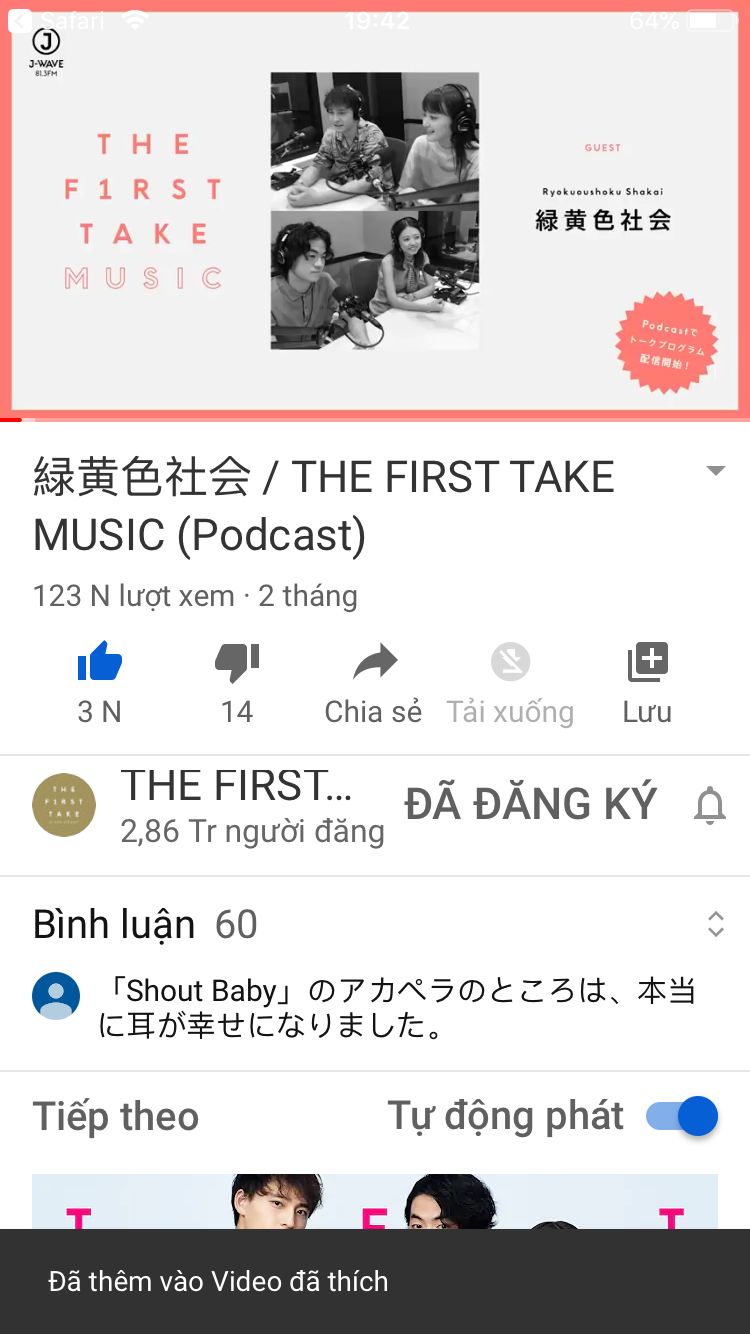 Safari
19:42
64%
J
J-WAVE
81.3FM
THE
F1RST
TAKE
MUSIC
GUEST
Ryokuoushoku Shakai
緑黄色社会
Podcastで
トークプログラム
配信開始!
緑黄色社会 / THE FIRST TAKE
MUSIC (Podcast)
123 N lượt xem · 2 tháng
3 N
14
Chia sẻ
Tải xuống
Lưu
THE
F1RST
TAKE
THE FIRST...
2,86 Tr người đăng
ĐÃ ĐĂNG KÝ
Bình luận 60
「Shout Baby」のアカペラのところは、本当
に耳が幸せになりました。
Tiếp theo
Tự động phát
T F T
Đã thêm vào Video đã thích